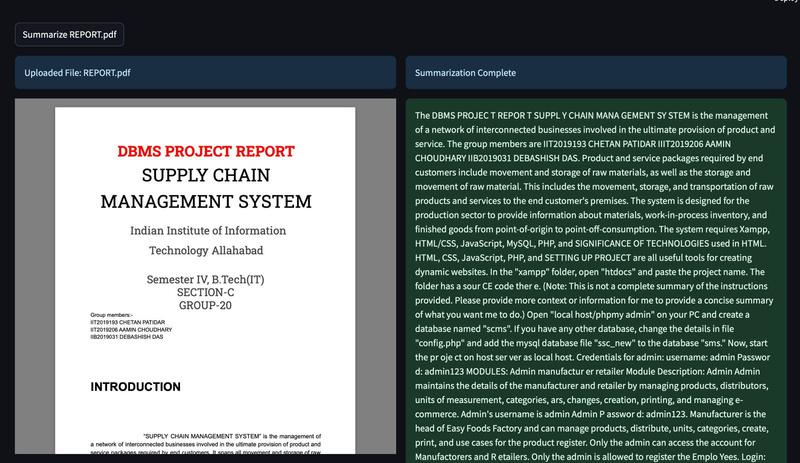 Summarize REPORT.pdf
Uploaded File: REPORT.pdf
DBMS PROJECT REPORT
SUPPLY CHAIN
MANAGEMENT SYSTEM
Indian Institute of Information
Technology Allahabad
Semester IV, B.Tech(IT)
SECTION-C
GROUP-20
Group members:-
IIT2019193 CHETAN PATIDAR
IIT2019206 AAMIN CHOUDHARY
IIB2019031 DEBASHISH DAS
INTRODUCTION
"SUPPLY CHAIN MANAGEMENT SYSTEM" is the management of
a network of interconnected businesses involved in the ultimate provision of product and
service packages required by end customers. It spans all movement and storage of raw
Summarization Complete
The DBMS PROJEC T REPOR T SUPPL Y CHAIN MANA GEMENT SY STEM is the management
of a network of interconnected businesses involved in the ultimate provision of product and
service. The group members are IIT2019193 CHETAN PATIDAR IIIT2019206 AAMIN
CHOUDHARY IIB2019031 DEBASHISH DAS. Product and service packages required by end
customers include movement and storage of raw materials, as well as the storage and
movement of raw material. This includes the movement, storage, and transportation of raw
products and services to the end customer's premises. The system is designed for the
production sector to provide information about materials, work-in-process inventory, and
finished goods from point-of-origin to point-off-consumption. The system requires Xampp,
HTML/CSS, JavaScript, MySQL, PHP, and SIGNIFICANCE OF TECHNOLOGIES used in HTML.
HTML, CSS, JavaScript, PHP, and SETTING UP PROJECT are all useful tools for creating
dynamic websites. In the "xampp" folder, open "htdocs" and paste the project name. The
folder has a sour CE code ther e. (Note: This is not a complete summary of the instructions
provided. Please provide more context or information for me to provide a concise summary
of what you want me to do.) Open "local host/phpmy admin" on your PC and create a
database named "scms". If you have any other database, change the details in file
"config.php" and add the mysql database file "ssc_new" to the database "sms." Now, start
the pr oje ct on host ser ver as local host. Credentials for admin: username: admin Passwor
d: admin123 MODULES: Admin manufactur er retailer Module Description: Admin Admin
maintains the details of the manufacturer and retailer by managing products, distributors,
units of measurement, categories, ars, changes, creation, printing, and managing e-
commerce. Admin's username is admin Admin P asswor d: admin123. Manufacturer is the
head of Easy Foods Factory and can manage products, distribute, units, categories, create,
print, and use cases for the product register. Only the admin can access the account for
Manufacturers and R etailers. Only the admin is allowed to register the Emplo Yees. Login: